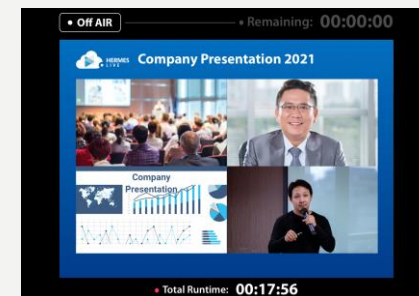 • Off AIR
• Remaining: 00:00:00
HERMES
LIVE
Company Presentation 2021
Company
Presentation
• Total Runtime: 00:17:56